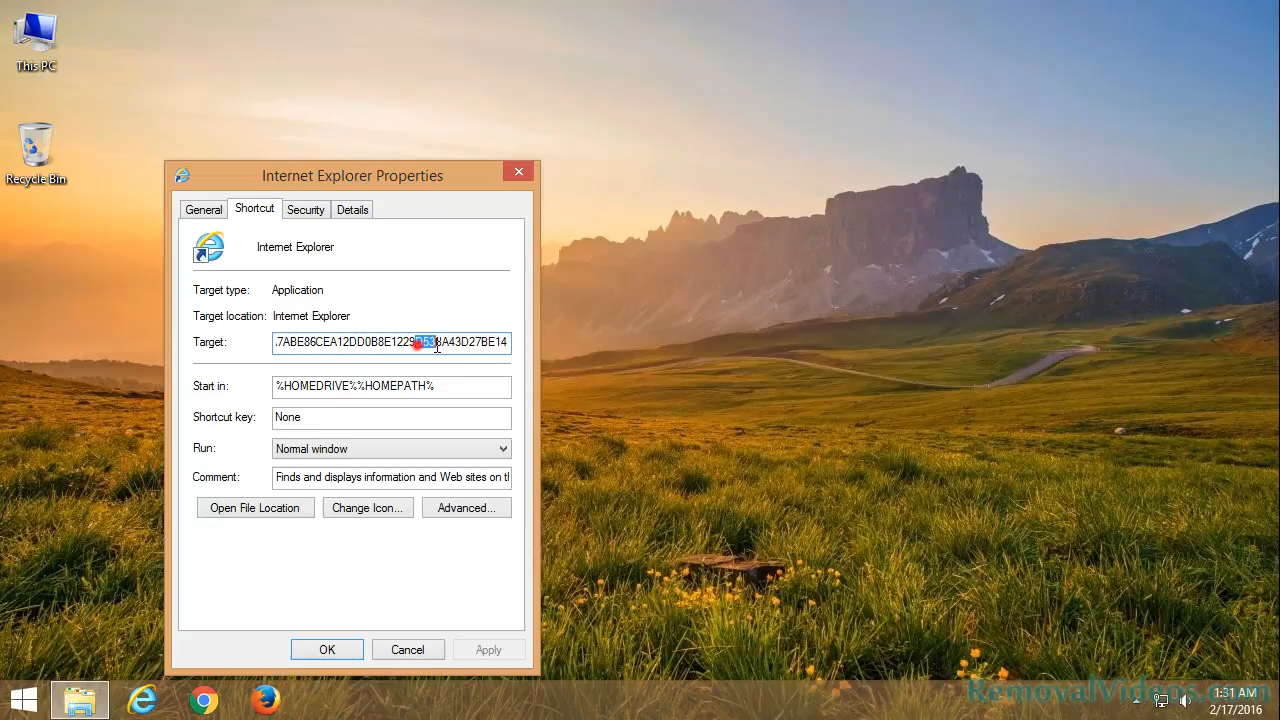 This PC
Recycle Bin
Internet Explorer Properties
General
Shortcut
Security
Details
Internet Explorer
Target type: Application
Target location: Internet Explorer
Start in: %HOMEDRIVE%%HOMEPATH%
Target:
Shortcut key: None
Run: Normal window
Comment: Finds and displays information and Web sites on
Open File Location
Change Icon...
Advanced...
OK
Cancel
Apply
RemovalVideos.com
1:31 AM
2/17/2016